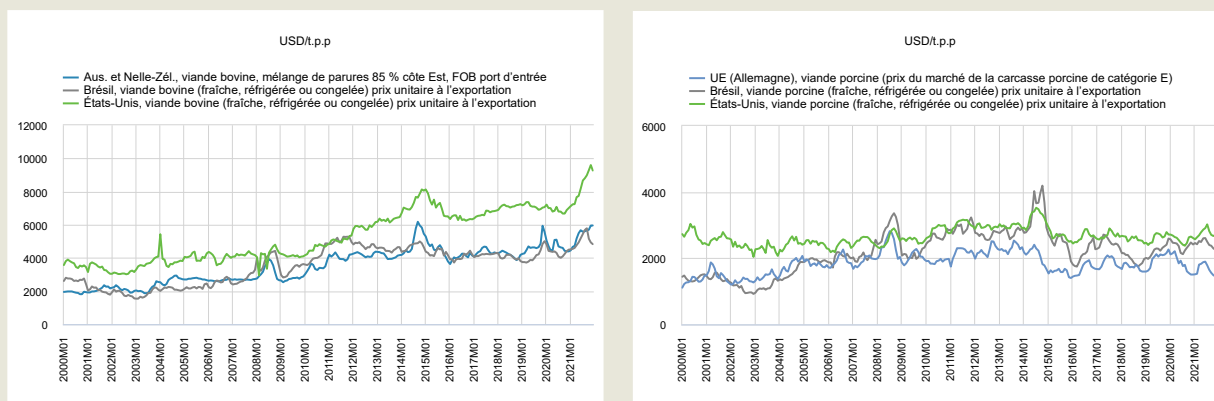 USD/t.p.p
Aus. et Nelle-Zél., viande bovine, mélange de parures 85 % côte Est, FOB port d'entrée
Brésil, viande bovine (fraîche, réfrigérée ou congelée) prix unitaire à l'exportation
États-Unis, viande bovine (fraîche, réfrigérée ou congelée) prix unitaire à l'exportation
12000
10000
8000
6000
4000
2000
0
2000M01
2001M01
2002M01
2003M01
2004M01
2005M01
2006M01
2007M01
2008M01
2009M01
2010M01
2011M01
2012M01
2013M01
2014M01
2015M01
2016M01
2017M01
2018M01
2019M01
2020M01
2021M01
USD/t.p.p
UE (Allemagne), viande porcine (prix du marché de la carcasse porcine de catégorie E)
Brésil, viande porcine (fraîche, réfrigérée ou congelée) prix unitaire à l'exportation
États-Unis, viande porcine (fraîche, réfrigérée ou congelée) prix unitaire à l'exportation
6000
4000
2000
0
2000M01
2001M01
2002M01
2003M01
2004M01
2005M01
2006M01
2007M01
2008M01
2009M01
2010M01
2011M01
2012M01
2013M01
2014M01
2015M01
2016M01
2017M01
2018M01
2019M01
2020M01
2021M01